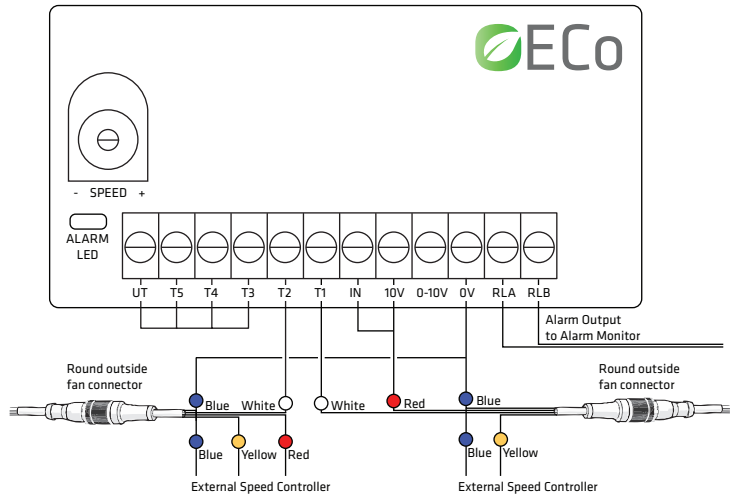 ECo
- SPEED +
ALARM
LED
UT T5 T4 T3 T2 T1 IN 10V 0-10V 0V RLA RLB
Alarm Output
to Alarm Monitor
Round outside
fan connector
Round outside
fan connector
Blue White White Red Blue
Blue Yellow Red Blue Yellow
External Speed Controller
External Speed Controller